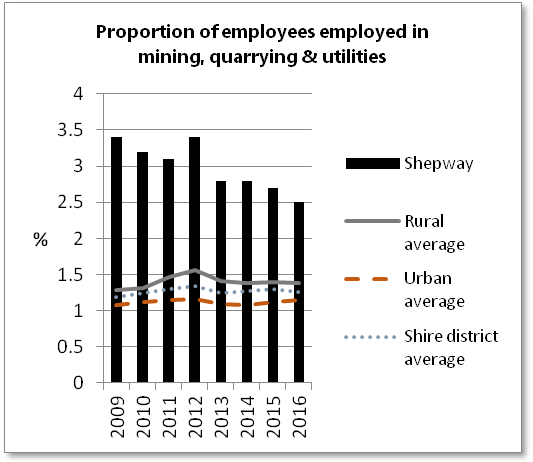 Proportion of employees employed in
mining, quarrying & utilities
4
3.5
3
2.5
2
1.5
1
0.5
0
%
2009
2010
2011
2012
2013
2014
2015
2016
Shepway
Rural
average
Urban
average
Shire district
average